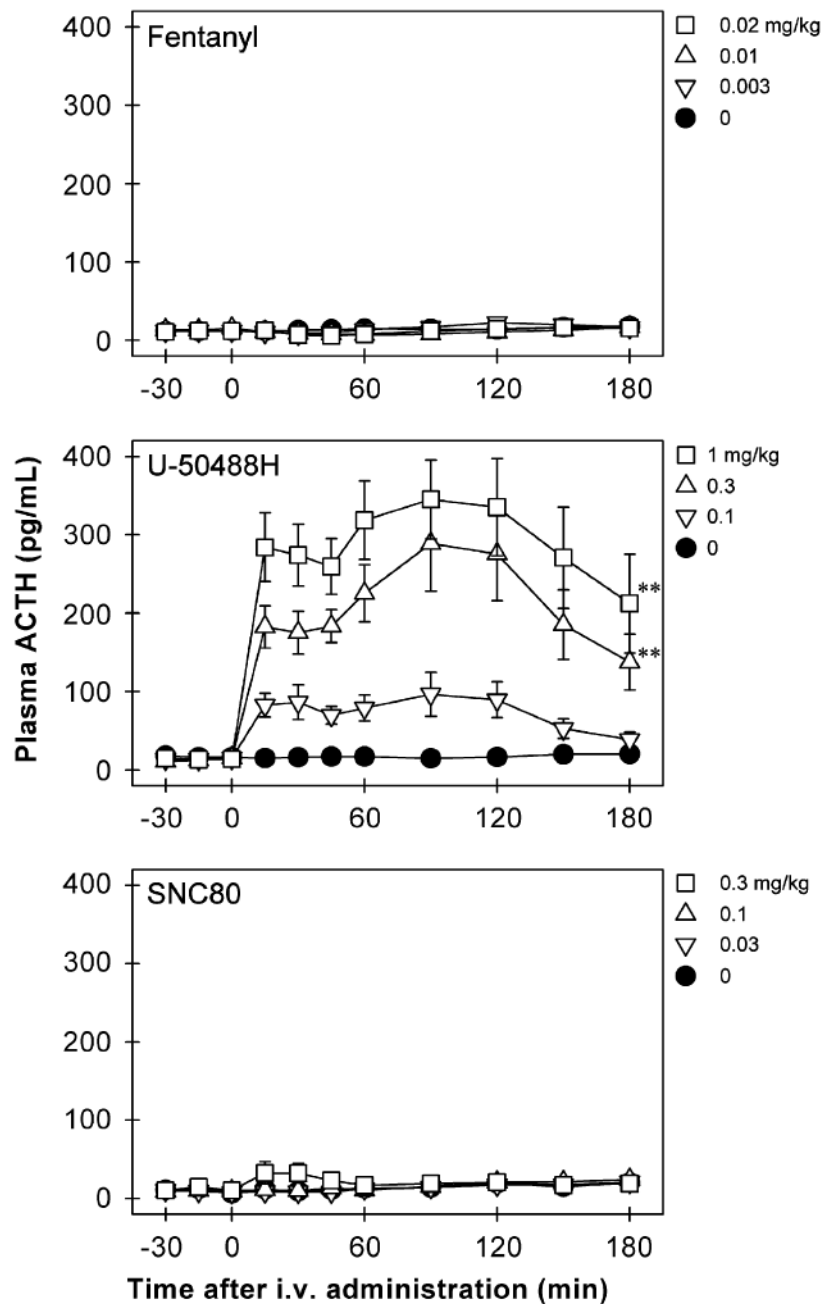 Fentanyl
0.02 mg/kg
0.01
0.003
0
400
300
200
100
0
-30 0 60 120 180
U-50488H
1 mg/kg
0.3
0.1
0
400
300
200
100
0
**
**
-30 0 60 120 180
Plasma ACTH (pg/mL)
SNC80
0.3 mg/kg
0.1
0.03
0
400
300
200
100
0
-30 0 60 120 180
Time after i.v. administration (min)